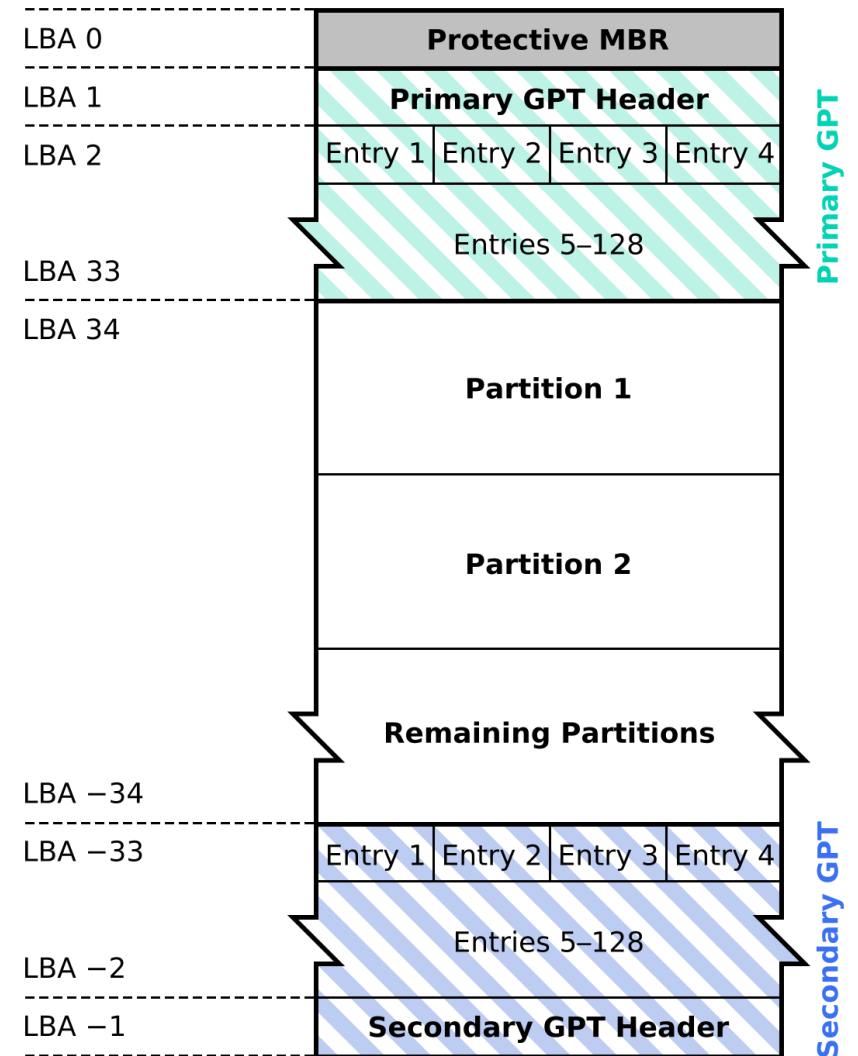 LBA 0
Protective MBR
LBA 1
Primary GPT Header
LBA 2
Entry 1 Entry 2 Entry 3 Entry 4
Entries 5–128
LBA 33
Primary GPT
LBA 34
Partition 1
Partition 2
Remaining Partitions
LBA −34
LBA −33
Entry 1 Entry 2 Entry 3 Entry 4
Entries 5–128
LBA −2
LBA −1
Secondary GPT Header
Secondary GPT